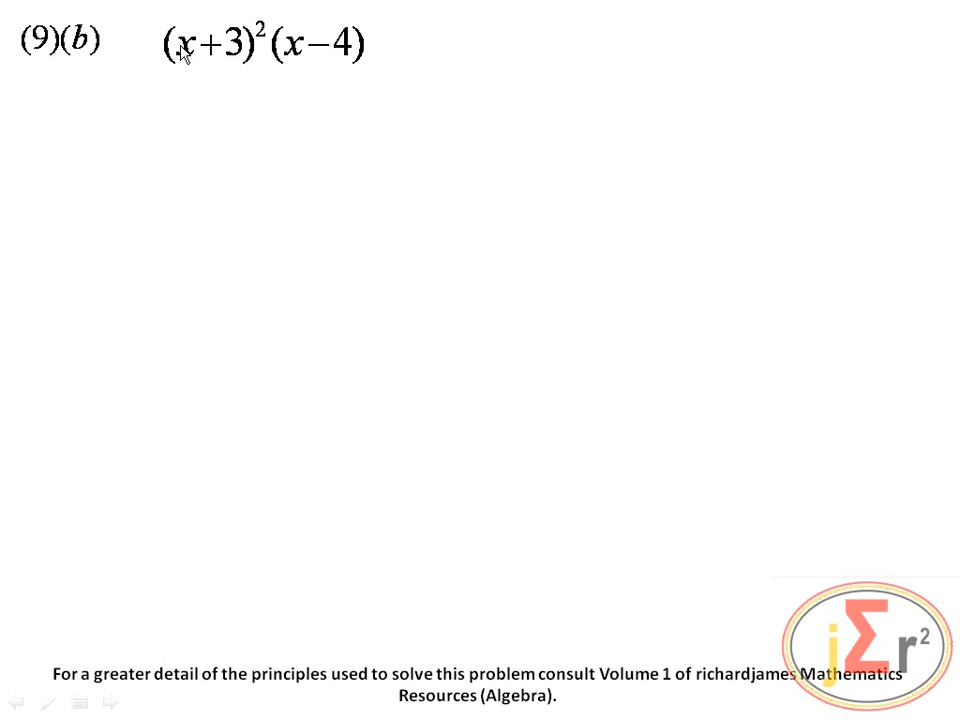 (9)(b) (x+3)² (x−4)
jΣr²
For a greater detail of the principles used to solve this problem consult Volume 1 of richardjames Mathematics
Resources (Algebra).